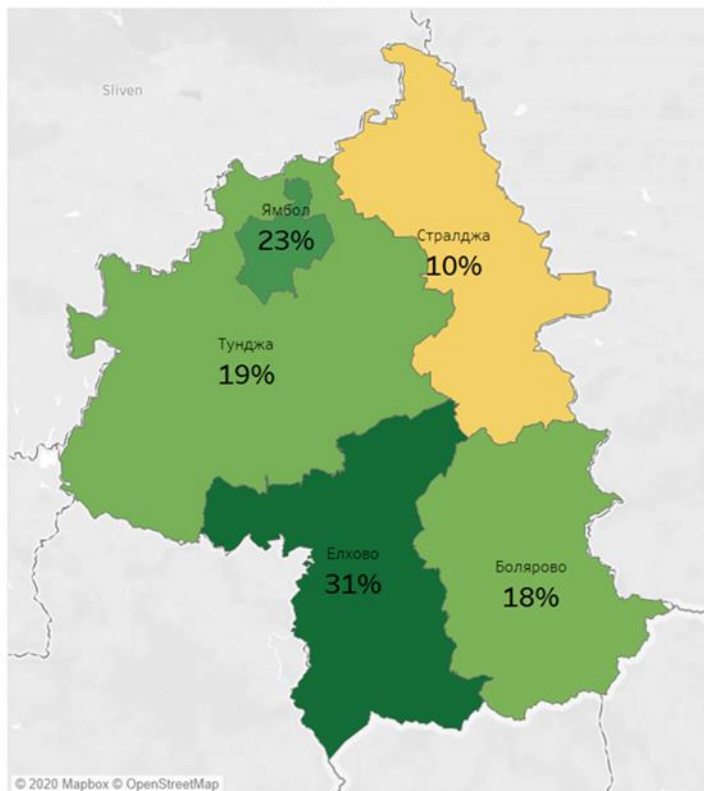 Sliven
Ямбол
23%
Стралджа
10%
Тунджа
19%
Елхово
31%
Болярово
18%
© 2020 Mapbox © OpenStreetMap